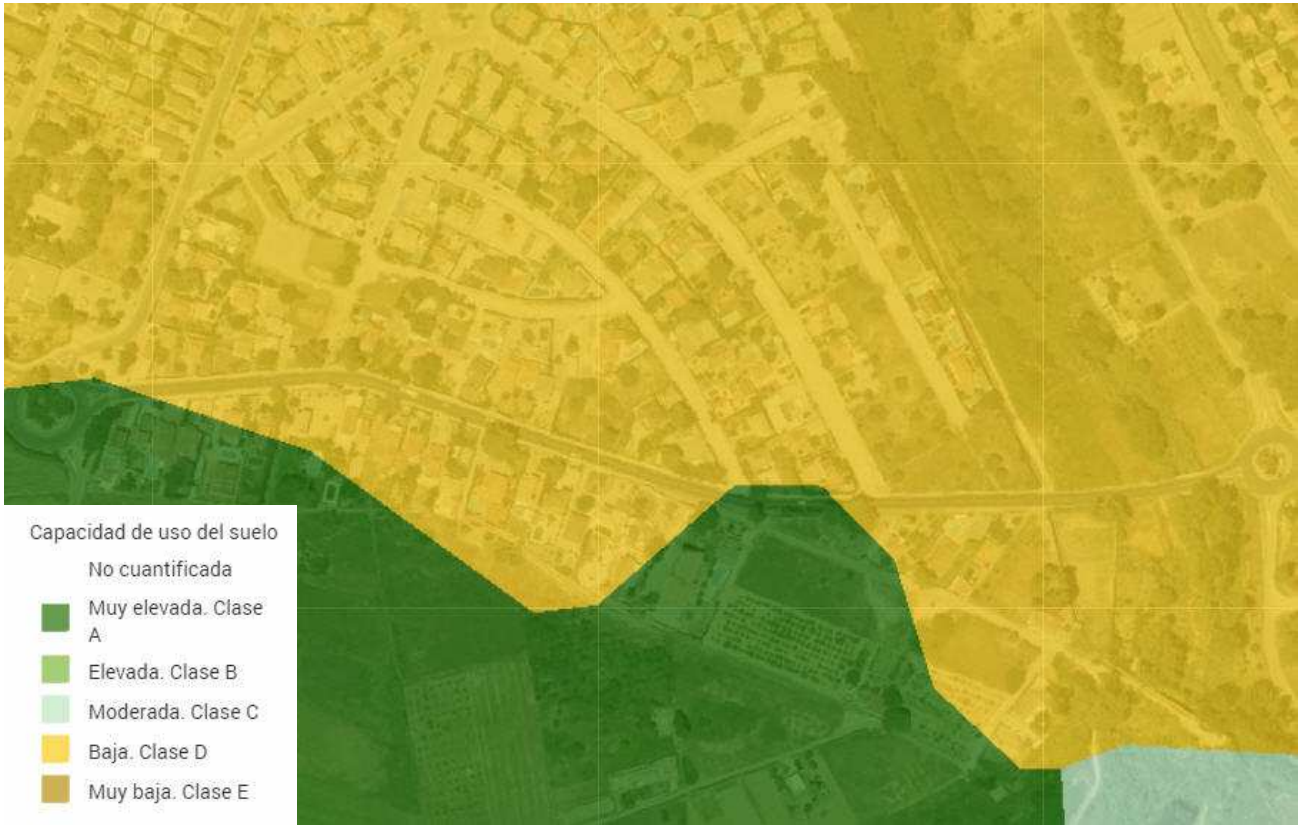 Capacidad de uso del suelo
No cuantificada
Muy elevada. Clase
A
Elevada. Clase B
Moderada. Clase C
Baja. Clase D
Muy baja. Clase E